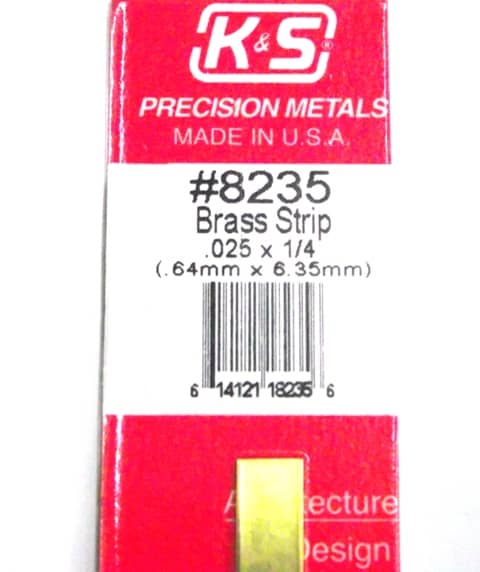 K&S®
PRECISION METALS
MADE IN U.S.A.
#8235
Brass Strip
.025 x 1/4
(.64mm x 6.35mm)
6 14121 18235 6